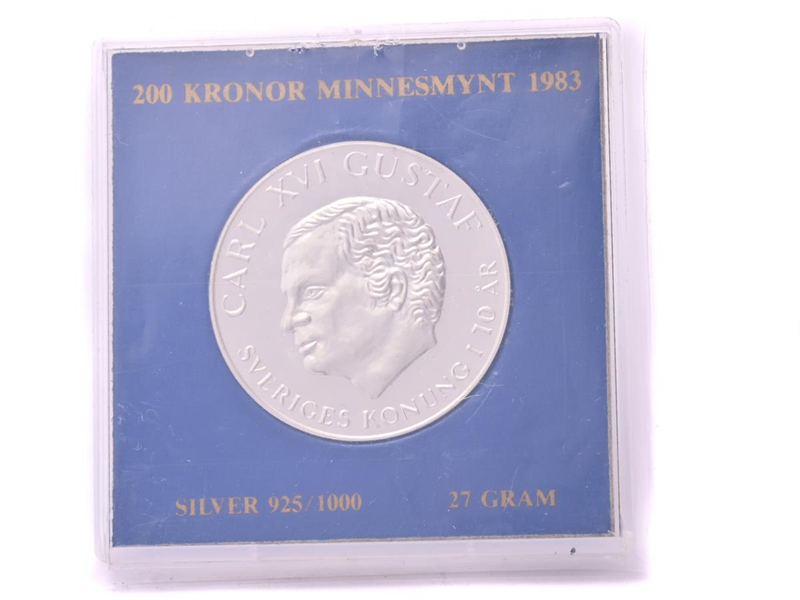 200 KRONOR MINNESMYNT 1983
CARL XVI GUSTAF
SVERIGES KONUNG I 10 ÅR
SILVER 925/1000 27 GRAM